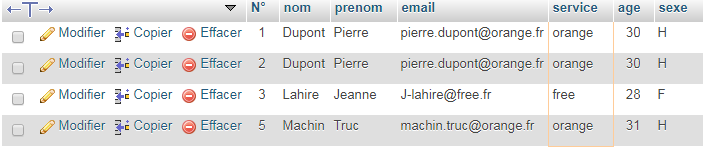 N° nom prenom email service age sexe
Modifier Copier Effacer 1 Dupont Pierre pierre.dupont@orange.fr orange 30 H
Modifier Copier Effacer 2 Dupont Pierre pierre.dupont@orange.fr orange 30 H
Modifier Copier Effacer 3 Lahire Jeanne J-lahire@free.fr free 28 F
Modifier Copier Effacer 5 Machin Truc machin.truc@orange.fr orange 31 H